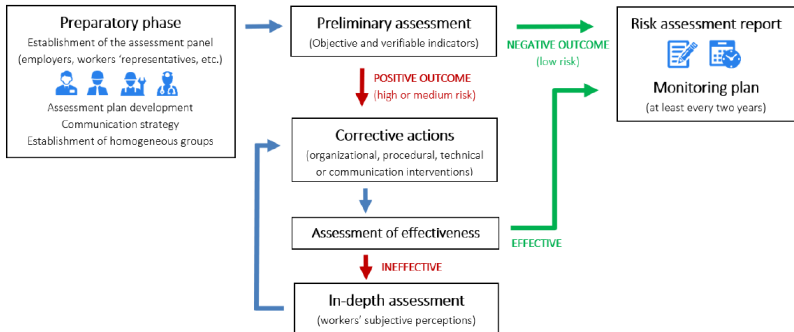 Preparatory phase
Establishment of the assessment panel
(employers, workers ‘representatives, etc.)
Assessment plan development
Communication strategy
Establishment of homogeneous groups
Preliminary assessment
(Objective and verifiable indicators)
NEGATIVE OUTCOME
(low risk)
Risk assessment report
Monitoring plan
(at least every two years)
POSITIVE OUTCOME
(high or medium risk)
Corrective actions
(organizational, procedural, technical
or communication interventions)
Assessment of effectiveness
EFFECTIVE
INEFFECTIVE
In-depth assessment
(workers’ subjective perceptions)